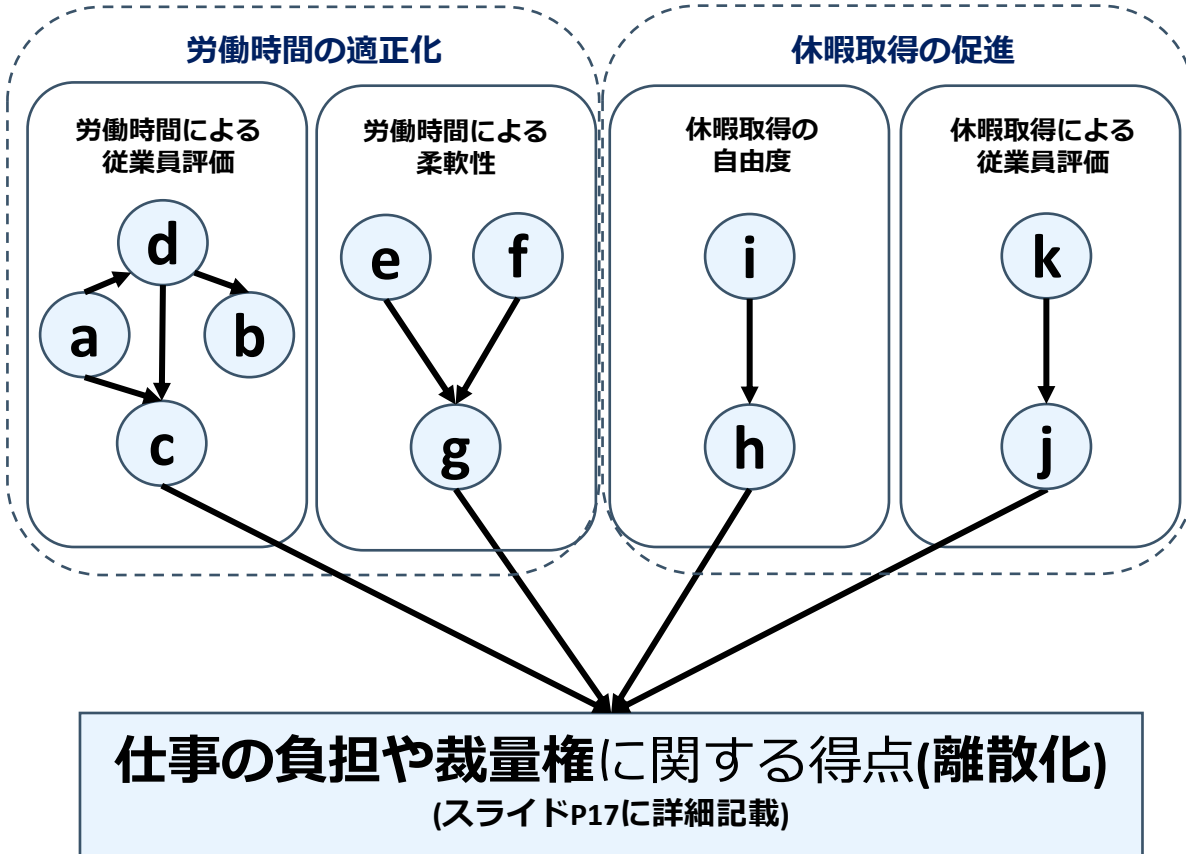 労働時間の適正化
休暇取得の促進
労働時間による
従業員評価
労働時間による
柔軟性
休暇取得の
自由度
休暇取得による
従業員評価
d
a
b
c
e
f
g
i
h
k
j
仕事の負担や裁量権に関する得点(離散化)
(スライドP17に詳細記載)